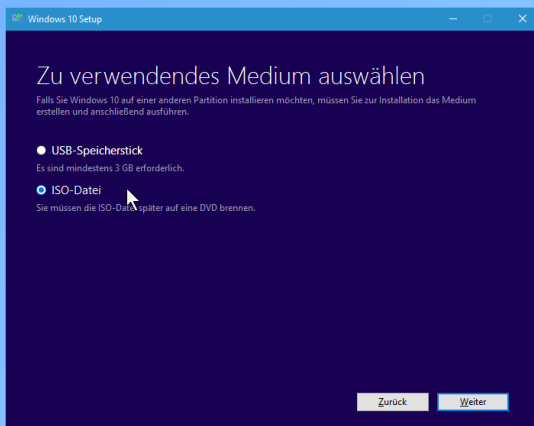 Windows 10 Setup
Zu verwendendes Medium auswählen
Falls Sie Windows 10 auf einer anderen Partition installieren möchten, müssen Sie zur Installation das Medium
erstellen und anschließend ausführen.
USB-Speicherstick
Es sind mindestens 3 GB erforderlich.
ISO-Datei
Sie müssen die ISO-Datei später auf eine DVD brennen.
Zurück
Weiter